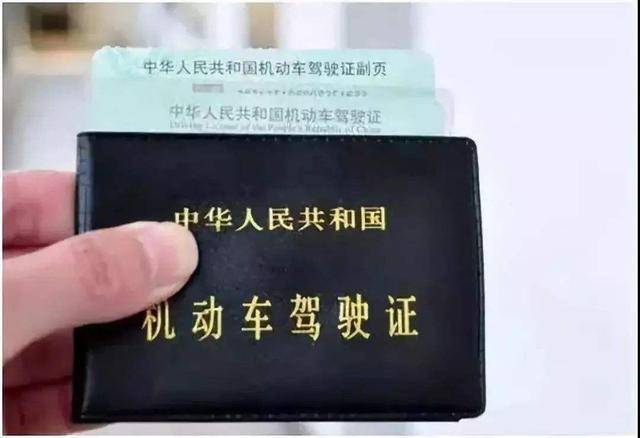 中华人民共和国机动车驾驶证副页
中华人民共和国机动车驾驶证
Driving License of the People's Republic of China
中华人民共和国
机动车驾驶证